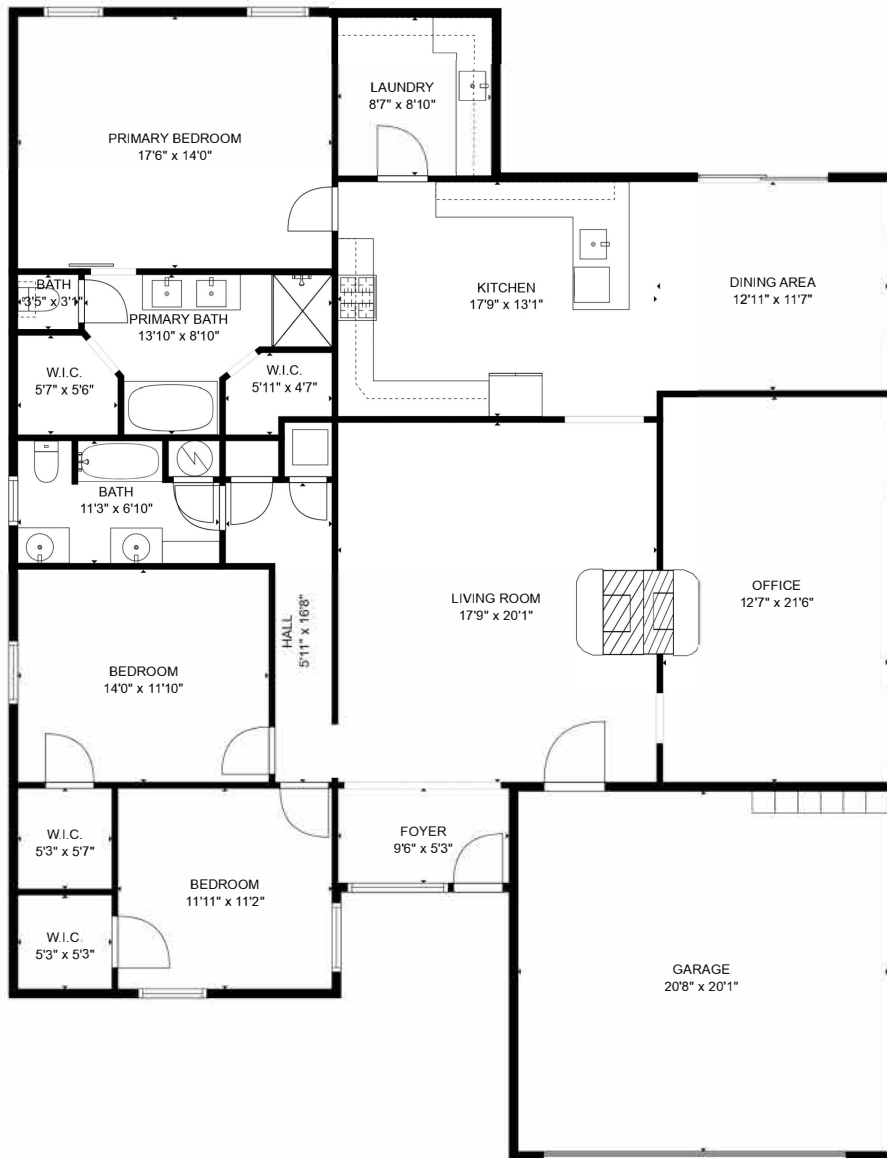 LAUNDRY
8'7" x 8'10"
PRIMARY BEDROOM
17'6" x 14'0"
BATH
3'5" x 3'1"
PRIMARY BATH
13'10" x 8'10"
KITCHEN
17'9" x 13'1"
DINING AREA
12'11" x 11'7"
W.I.C.
5'7" x 5'6"
W.I.C.
5'11" x 4'7"
BATH
11'3" x 6'10"
HALL
5'11" x 16'8"
LIVING ROOM
17'9" x 20'1"
OFFICE
12'7" x 21'6"
BEDROOM
14'0" x 11'10"
W.I.C.
5'3" x 5'7"
FOYER
9'6" x 5'3"
BEDROOM
11'11" x 11'2"
W.I.C.
5'3" x 5'3"
GARAGE
20'8" x 20'1"